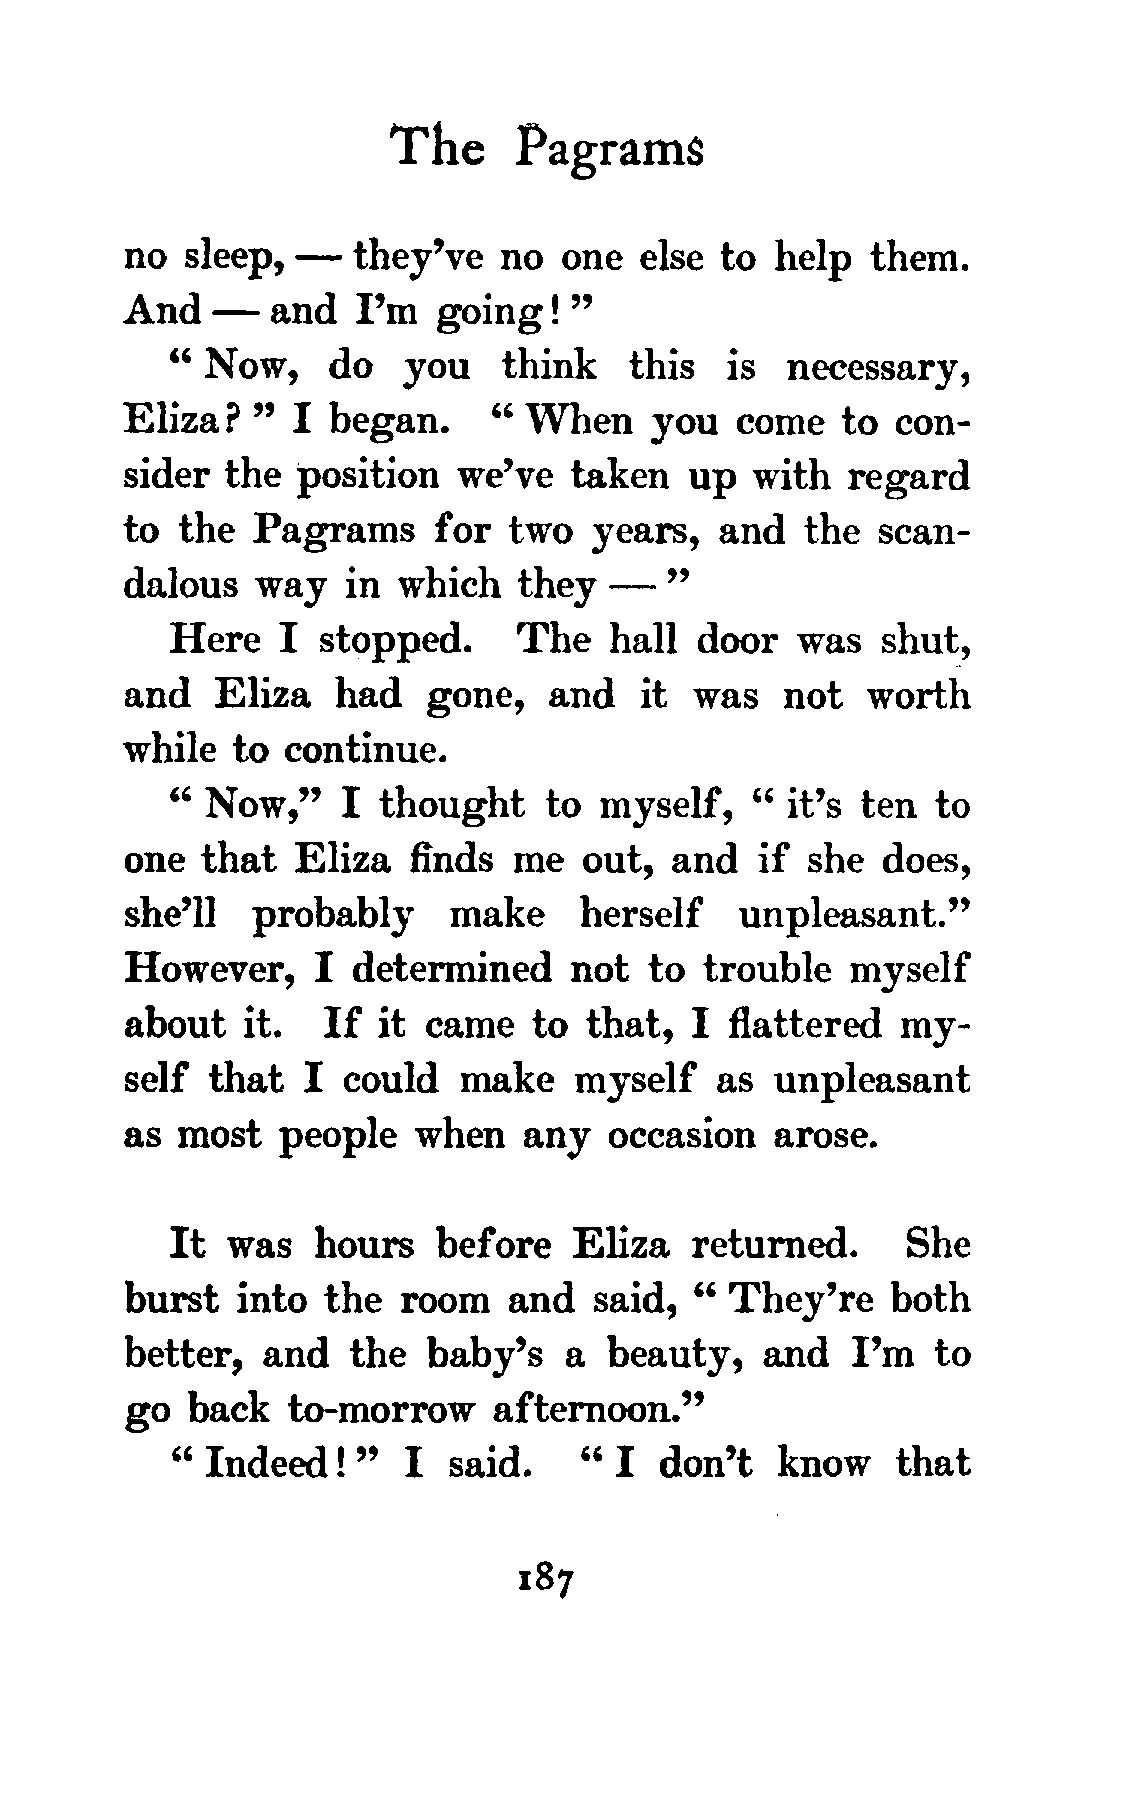 The Pagrams
no sleep, — they've no one else to help them.
And — and I'm going! "
" Now, do you think this is necessary,
Eliza? " I began. " When you come to con-
sider the position we've taken up with regard
to the Pagrams for two years, and the scan-
dalous way in which they — "
Here I stopped. The hall door was shut,
and Eliza had gone, and it was not worth
while to continue.
" Now," I thought to myself, " it's ten to
one that Eliza finds me out, and if she does,
she'll probably make herself unpleasant."
However, I determined not to trouble myself
about it. If it came to that, I flattered my-
self that I could make myself as unpleasant
as most people when any occasion arose.
It was hours before Eliza returned. She
burst into the room and said, " They're both
better, and the baby's a beauty, and I'm to
go back to-morrow afternoon."
" Indeed! " I said. " I don't know that
187